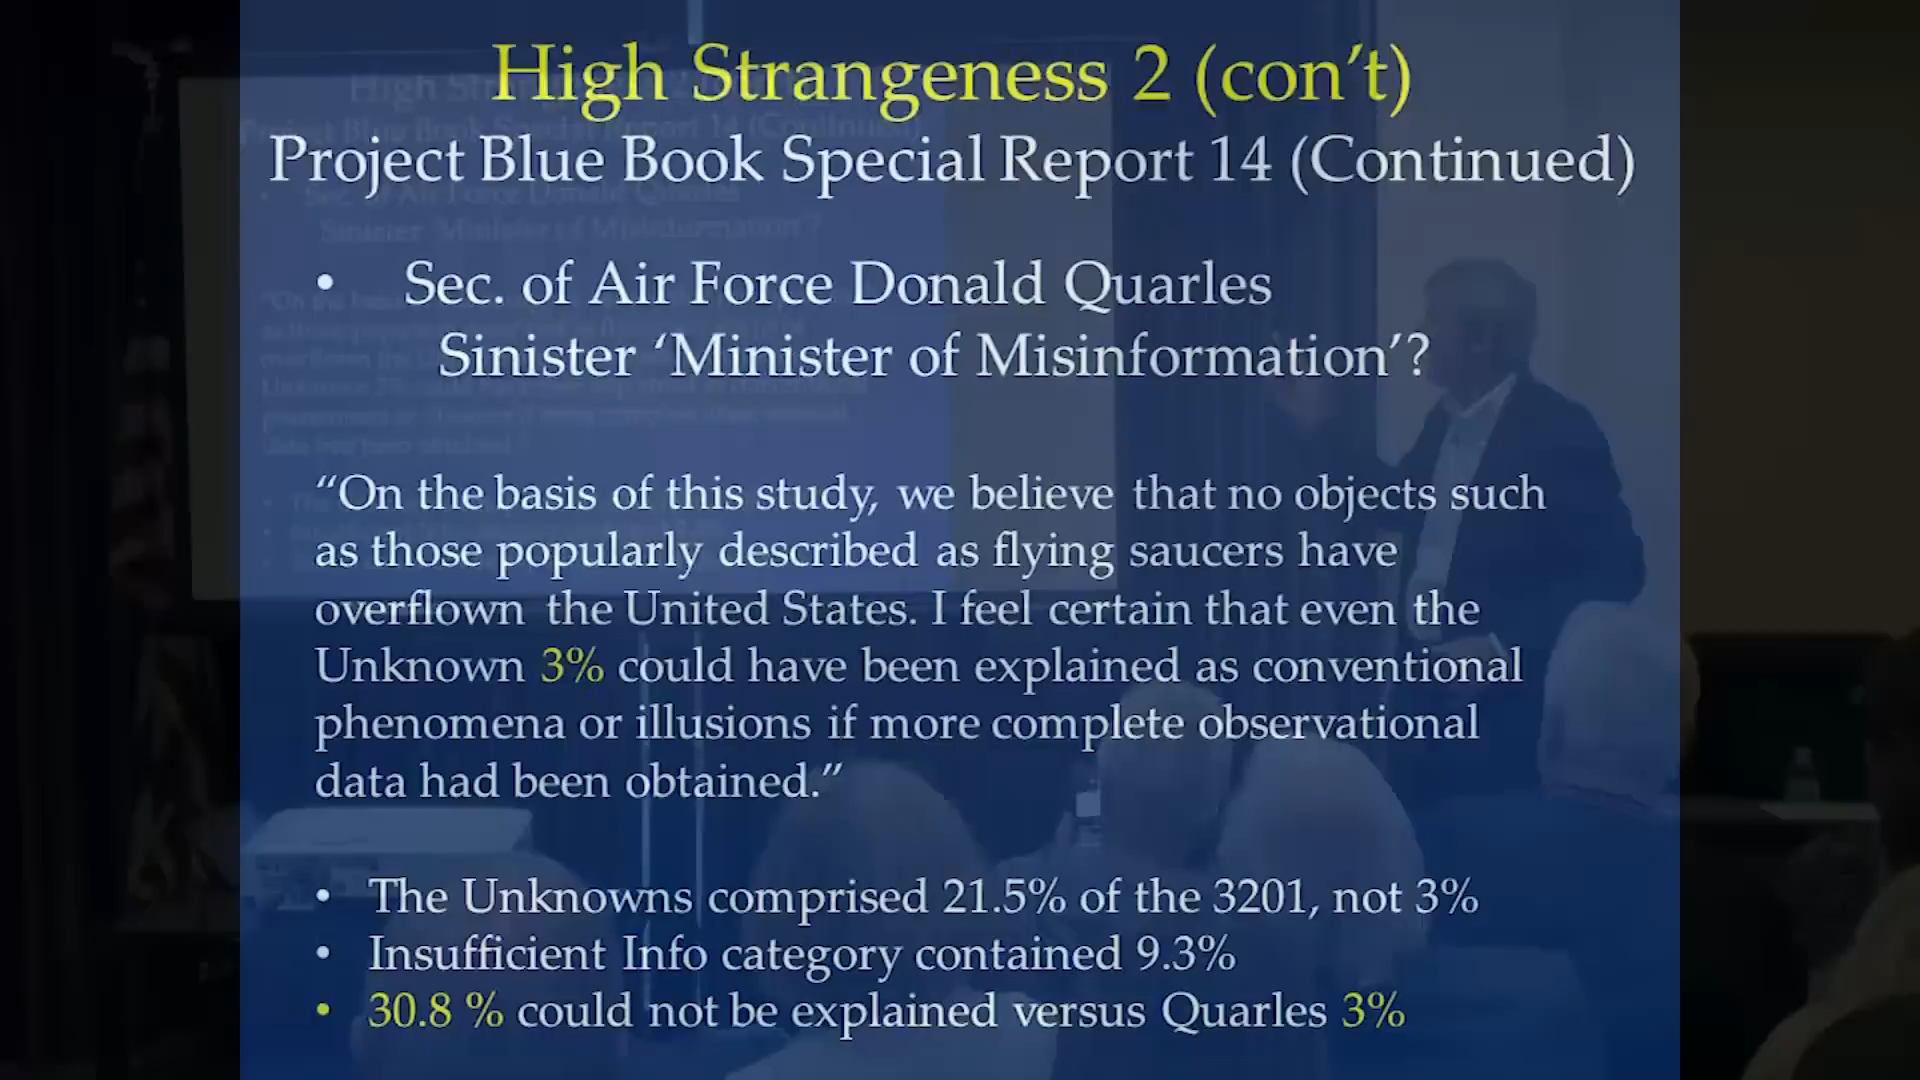 High Strangeness 2 (con’t)
Project Blue Book Special Report 14 (Continued)
• Sec. of Air Force Donald Quarles
Sinister ‘Minister of Misinformation’?
“On the basis of this study, we believe that no objects such
as those popularly described as flying saucers have
overflown the United States. I feel certain that even the
Unknown 3% could have been explained as conventional
phenomena or illusions if more complete observational
data had been obtained.”
• The Unknowns comprised 21.5% of the 3201, not 3%
• Insufficient Info category contained 9.3%
• 30.8 % could not be explained versus Quarles 3%